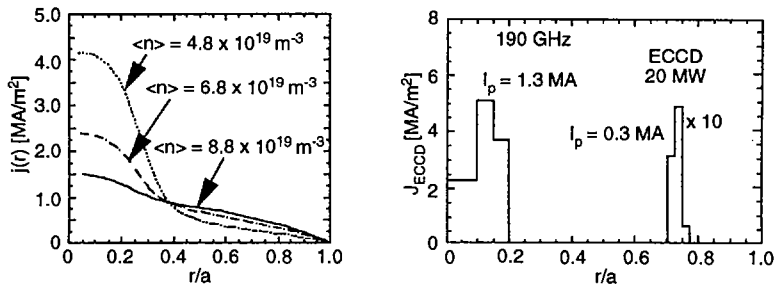 5.0
4.0
3.0
2.0
1.0
0
j(r) [MA/m²]
<n> = 4.8 x 10¹⁹ m⁻³
<n> = 6.8 x 10¹⁹ m⁻³
<n> = 8.8 x 10¹⁹ m⁻³
0 0.2 0.4 0.6 0.8 1.0
r/a
8
6
4
2
0
J_ECCD [MA/m²]
190 GHz
I_p = 1.3 MA
ECCD
20 MW
I_p = 0.3 MA
x 10
0 0.2 0.4 0.6 0.8 1.0
r/a